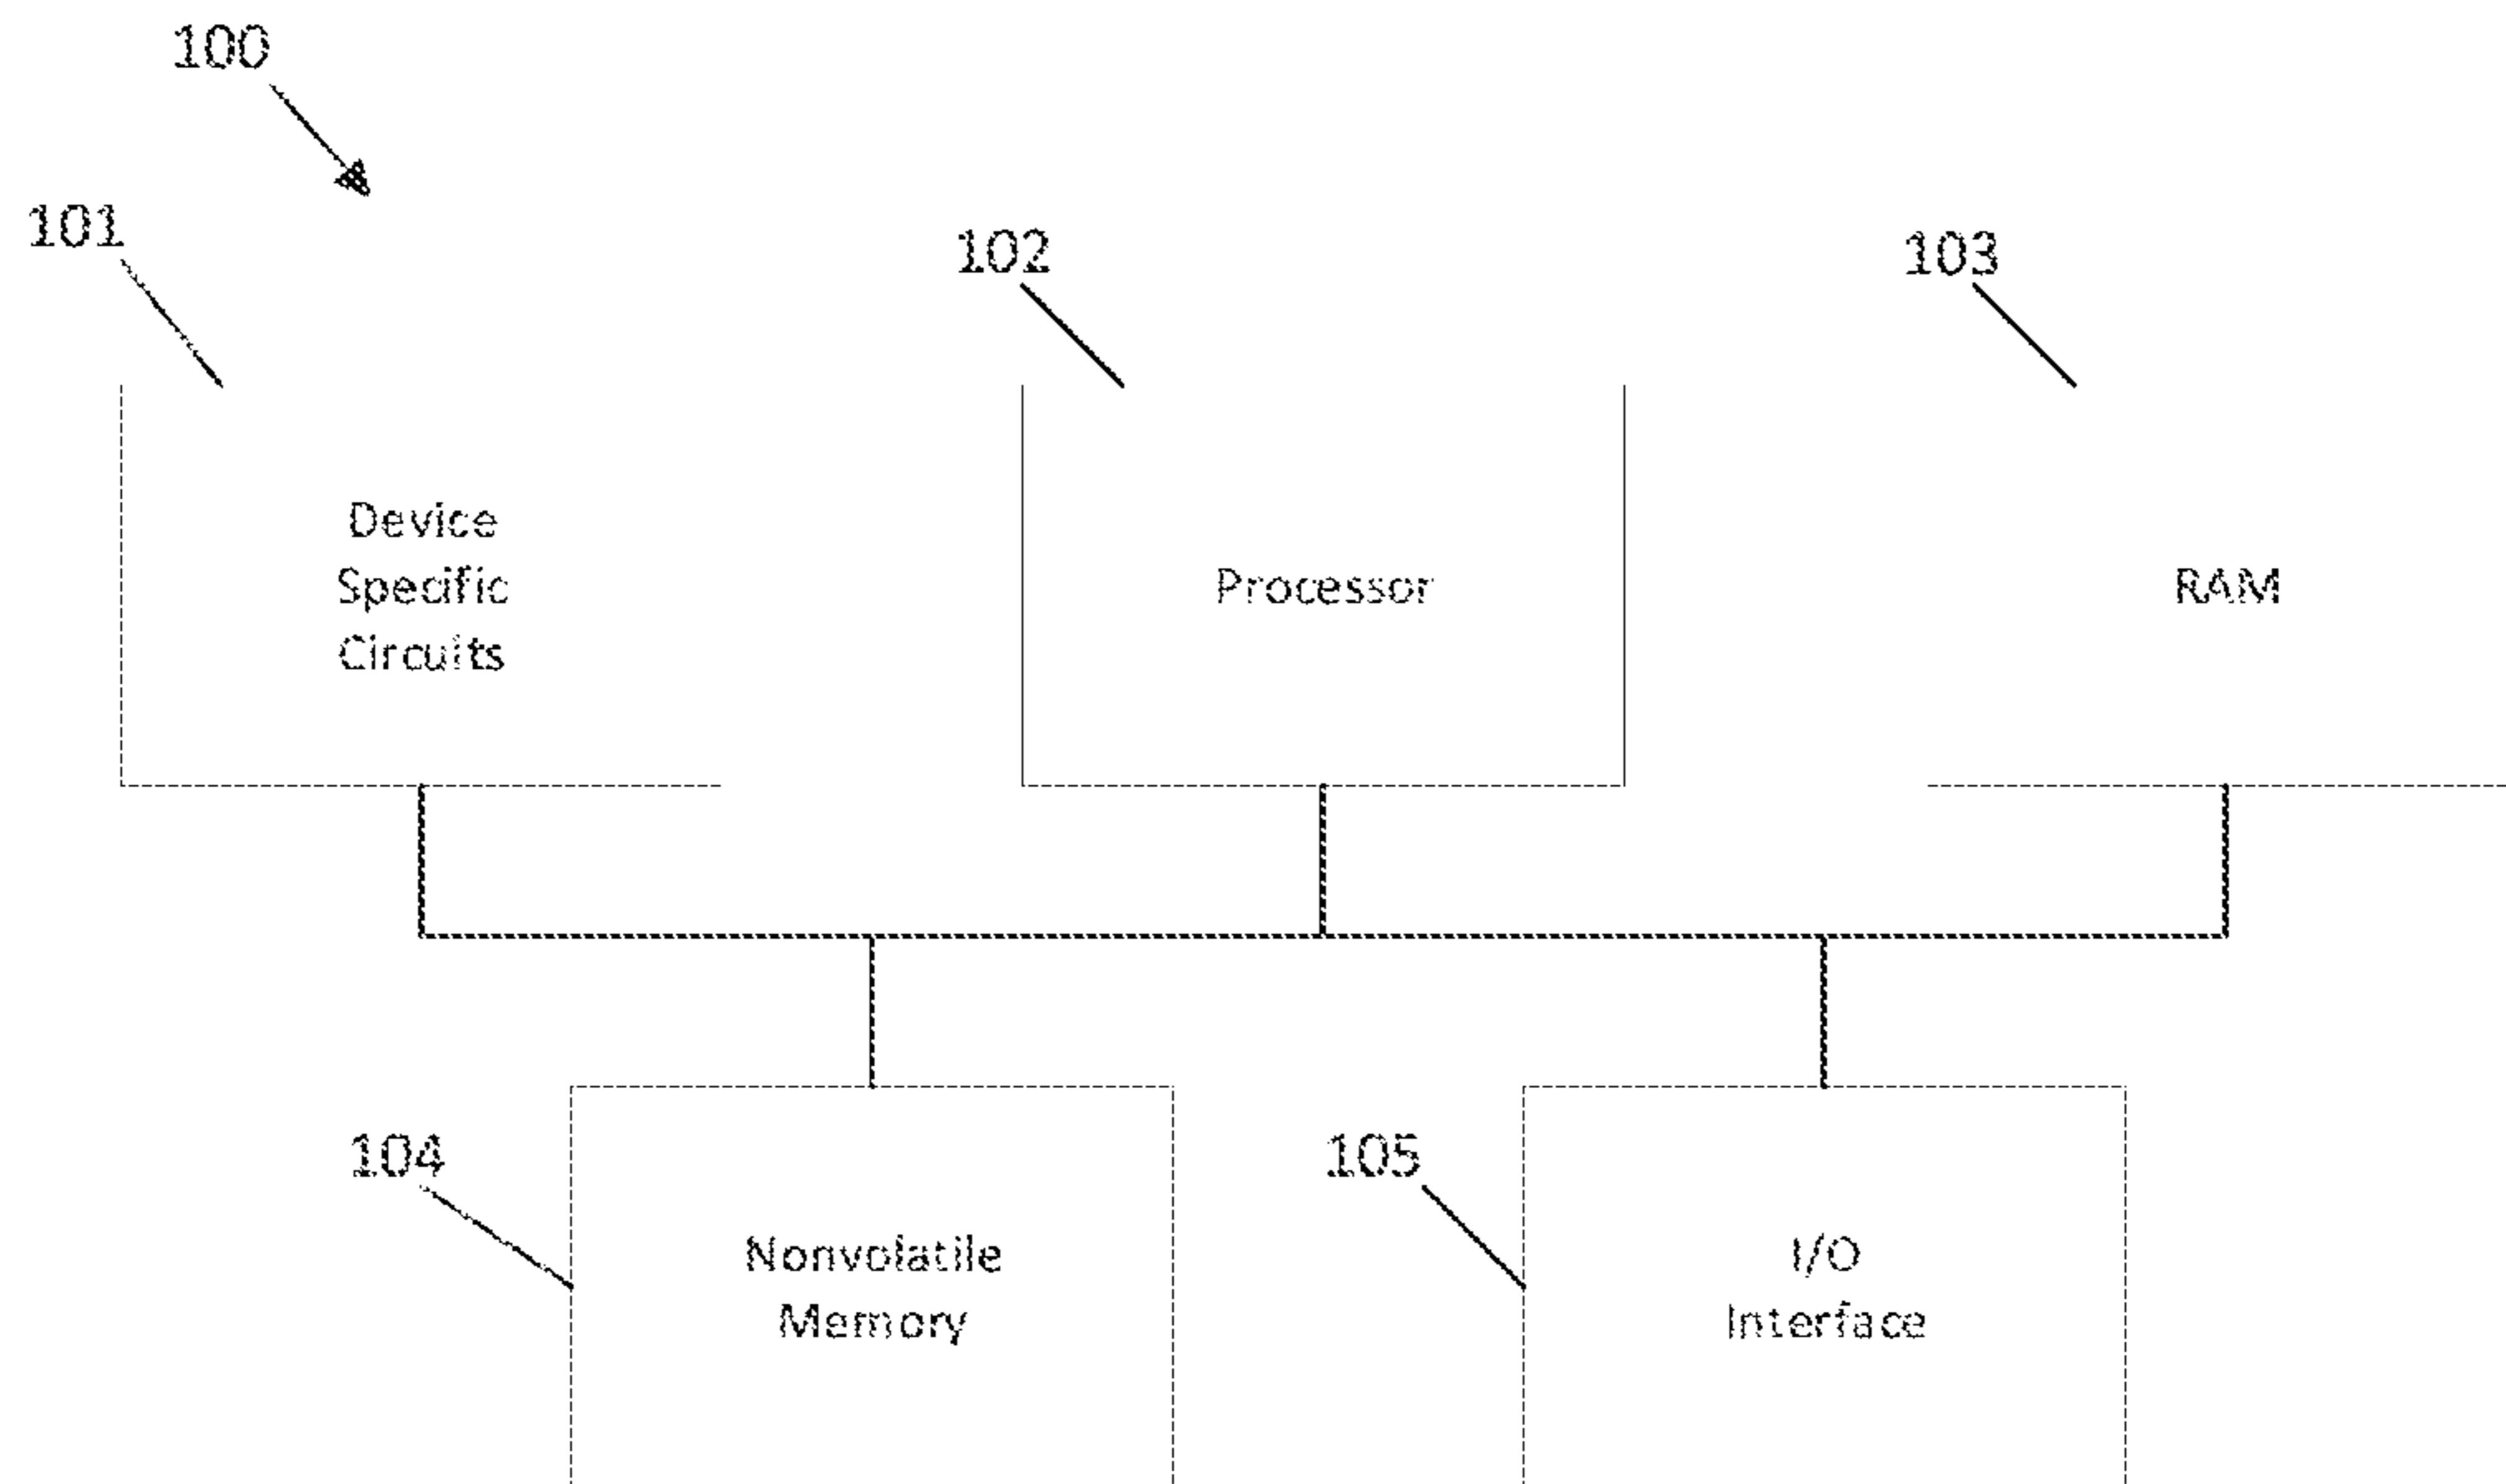 100
101
102
103
Device
Specific
Circuits
Processor
RAM
104
105
Nonvolatile
Memory
I/O
Interface